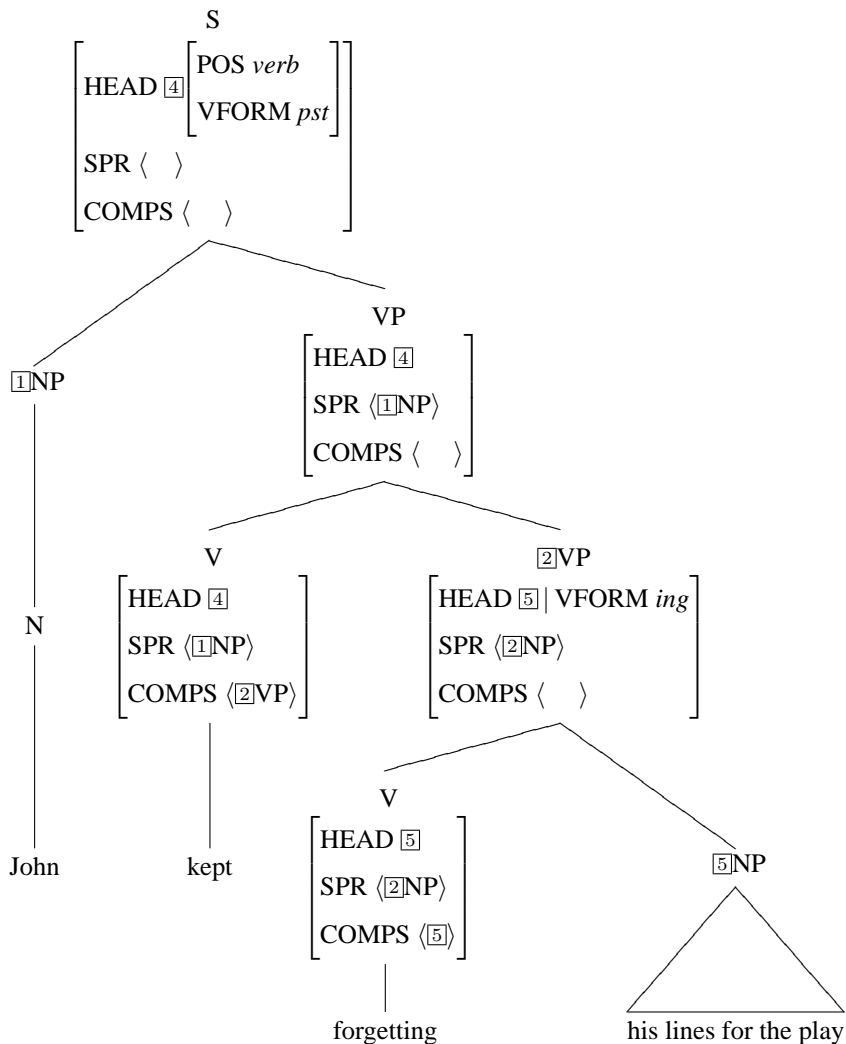 S
HEAD 4 POS verb
VFORM pst
SPR ⟨ ⟩
COMPS ⟨ ⟩
1NP
VP
HEAD 4
SPR ⟨1NP⟩
COMPS ⟨ ⟩
N
V
HEAD 4
SPR ⟨1NP⟩
COMPS ⟨2VP⟩
2VP
HEAD 5 | VFORM ing
SPR ⟨2NP⟩
COMPS ⟨ ⟩
John
kept
V
HEAD 5
SPR ⟨2NP⟩
COMPS ⟨5⟩
5NP
forgetting
his lines for the play